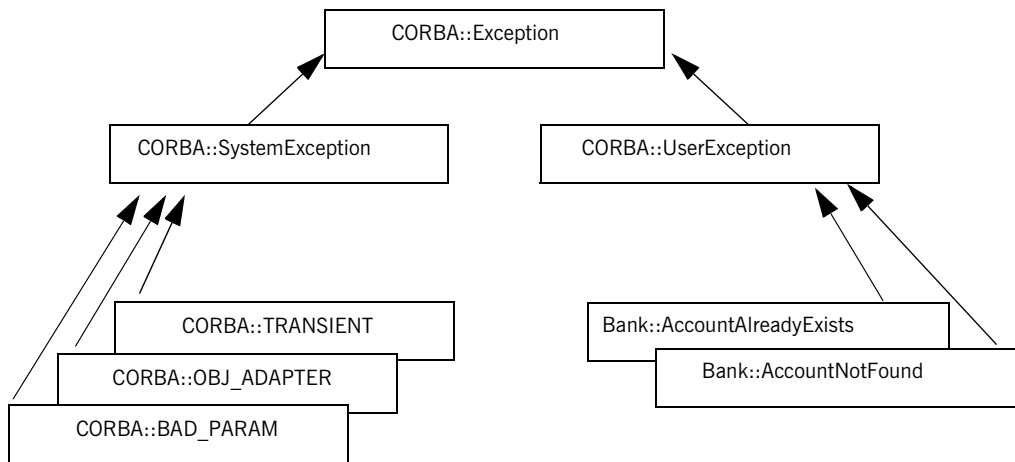 CORBA::Exception
CORBA::SystemException
CORBA::UserException
CORBA::TRANSIENT
Bank::AccountAlreadyExists
CORBA::OBJ_ADAPTER
Bank::AccountNotFound
CORBA::BAD_PARAM